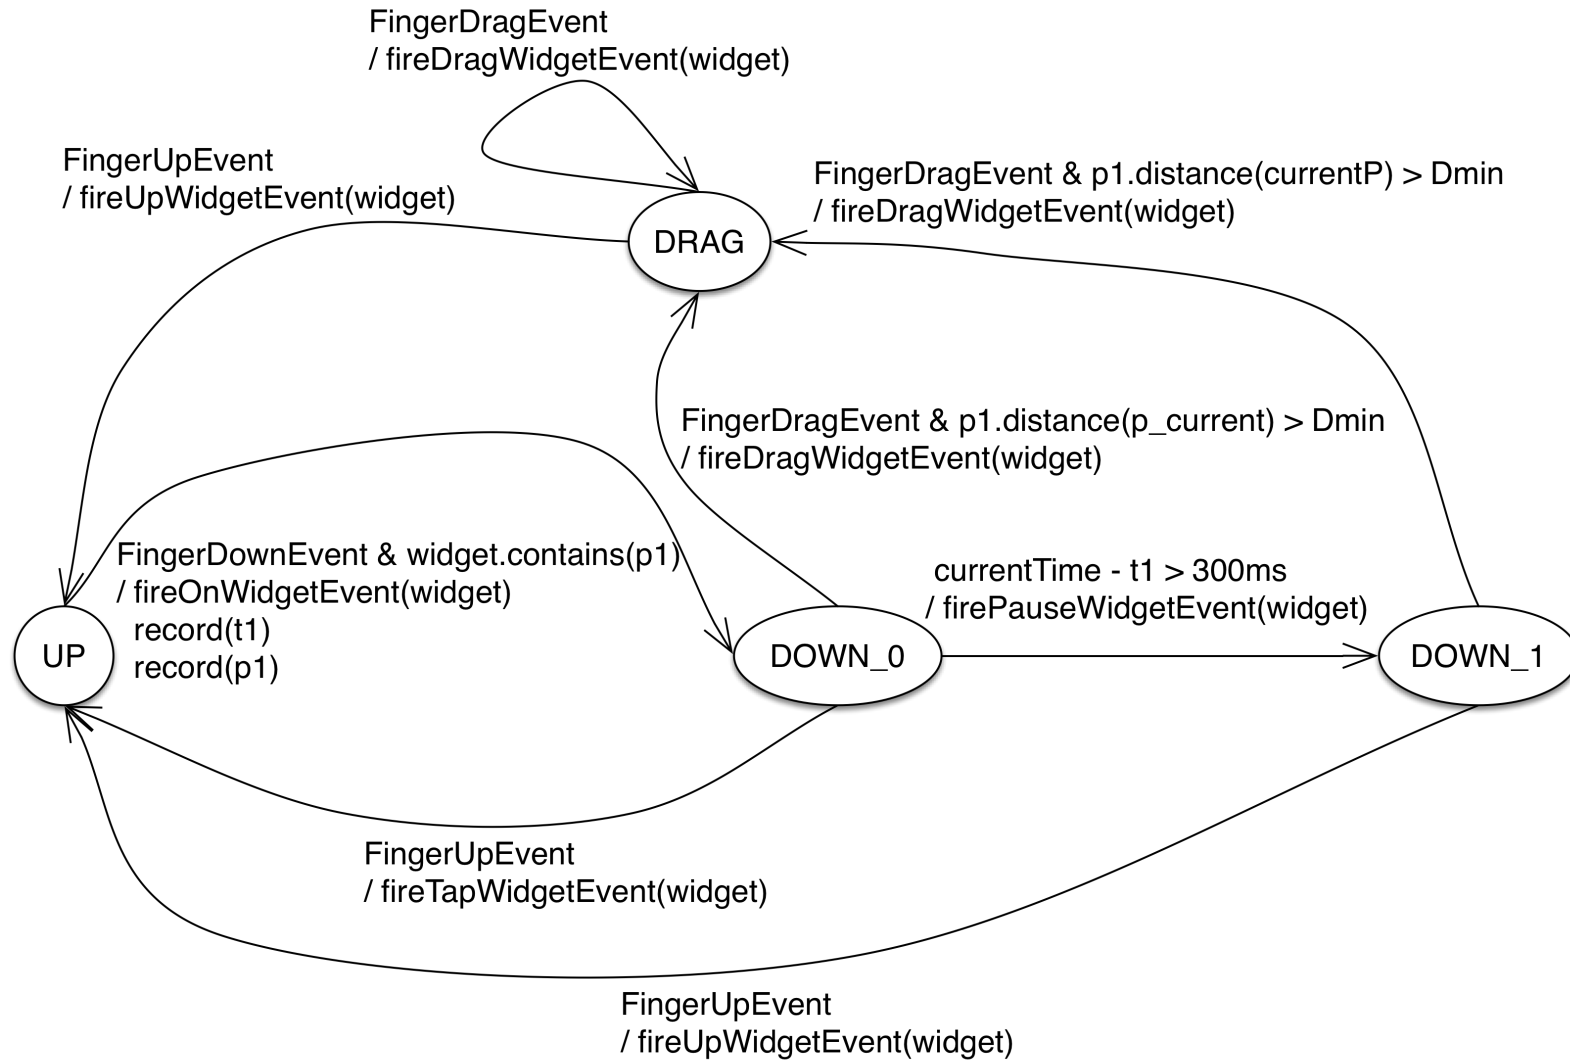 FingerDragEvent
/ fireDragWidgetEvent(widget)
FingerUpEvent
/ fireUpWidgetEvent(widget)
FingerDragEvent & p1.distance(currentP) > Dmin
/ fireDragWidgetEvent(widget)
DRAG
FingerDragEvent & p1.distance(p_current) > Dmin
/ fireDragWidgetEvent(widget)
FingerDownEvent & widget.contains(p1)
/ fireOnWidgetEvent(widget)
record(t1)
record(p1)
currentTime - t1 > 300ms
/ firePauseWidgetEvent(widget)
UP
DOWN_0
DOWN_1
FingerUpEvent
/ fireTapWidgetEvent(widget)
FingerUpEvent
/ fireUpWidgetEvent(widget)